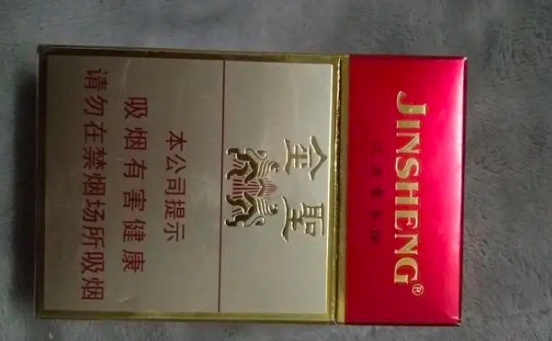 JINSHENG®
金聖
本公司提示
吸烟有害健康
请勿在禁烟场所吸烟